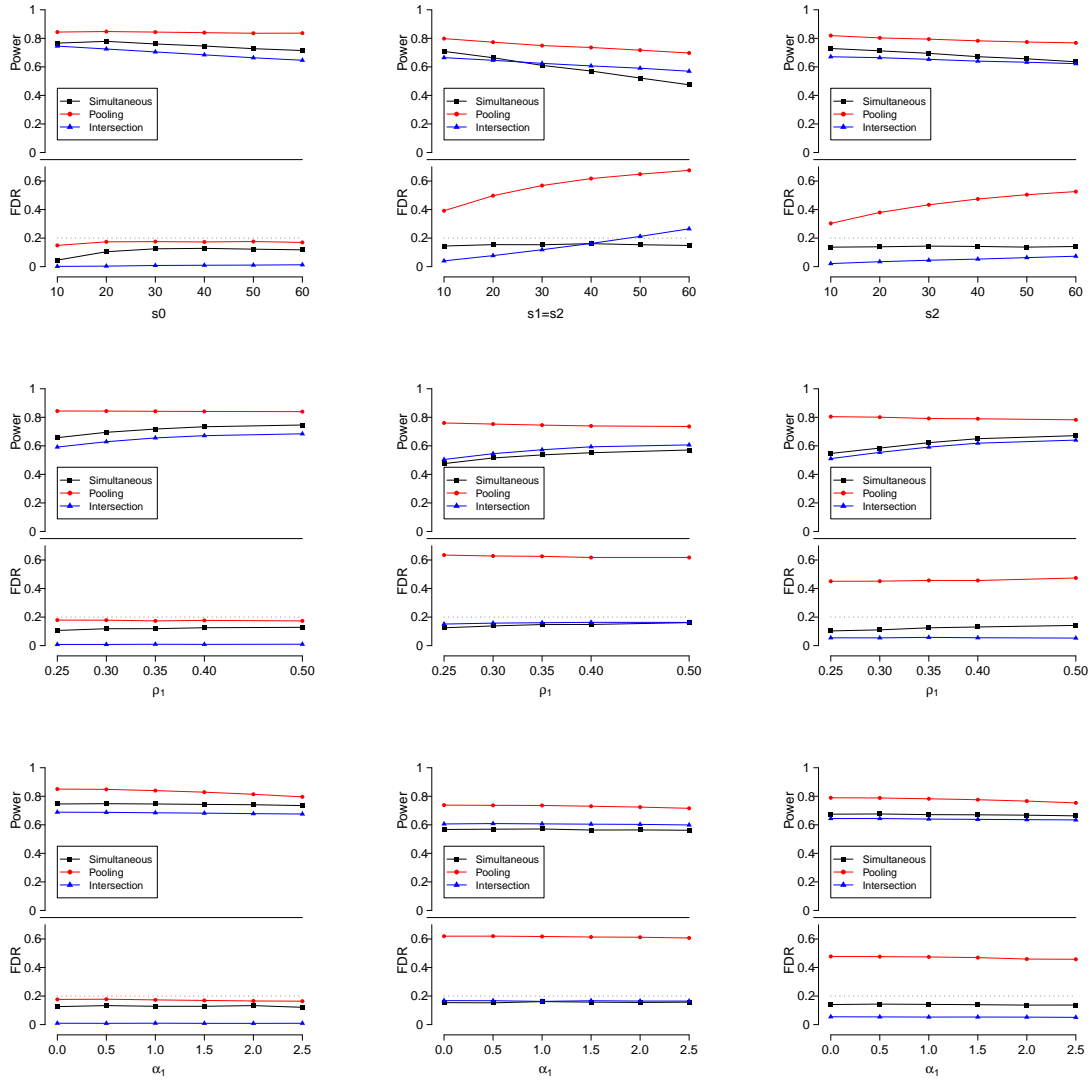 Power
0
0.2
0.4
0.6
0.8
1
Simultaneous
Pooling
Intersection
FDR
0
0.2
0.4
0.6
10 20 30 40 50 60
s0
Power
0
0.2
0.4
0.6
0.8
1
Simultaneous
Pooling
Intersection
FDR
0
0.2
0.4
0.6
10 20 30 40 50 60
s1=s2
Power
0
0.2
0.4
0.6
0.8
1
Simultaneous
Pooling
Intersection
FDR
0
0.2
0.4
0.6
10 20 30 40 50 60
s2
Power
0
0.2
0.4
0.6
0.8
1
Simultaneous
Pooling
Intersection
FDR
0
0.2
0.4
0.6
0.25 0.30 0.35 0.40 0.50
ρ1
Power
0
0.2
0.4
0.6
0.8
1
Simultaneous
Pooling
Intersection
FDR
0
0.2
0.4
0.6
0.25 0.30 0.35 0.40 0.50
ρ1
Power
0
0.2
0.4
0.6
0.8
1
Simultaneous
Pooling
Intersection
FDR
0
0.2
0.4
0.6
0.25 0.30 0.35 0.40 0.50
ρ1
Power
0
0.2
0.4
0.6
0.8
1
Simultaneous
Pooling
Intersection
FDR
0
0.2
0.4
0.6
0.0 0.5 1.0 1.5 2.0 2.5
α1
Power
0
0.2
0.4
0.6
0.8
1
Simultaneous
Pooling
Intersection
FDR
0
0.2
0.4
0.6
0.0 0.5 1.0 1.5 2.0 2.5
α1
Power
0
0.2
0.4
0.6
0.8
1
Simultaneous
Pooling
Intersection
FDR
0
0.2
0.4
0.6
0.0 0.5 1.0 1.5 2.0 2.5
α1